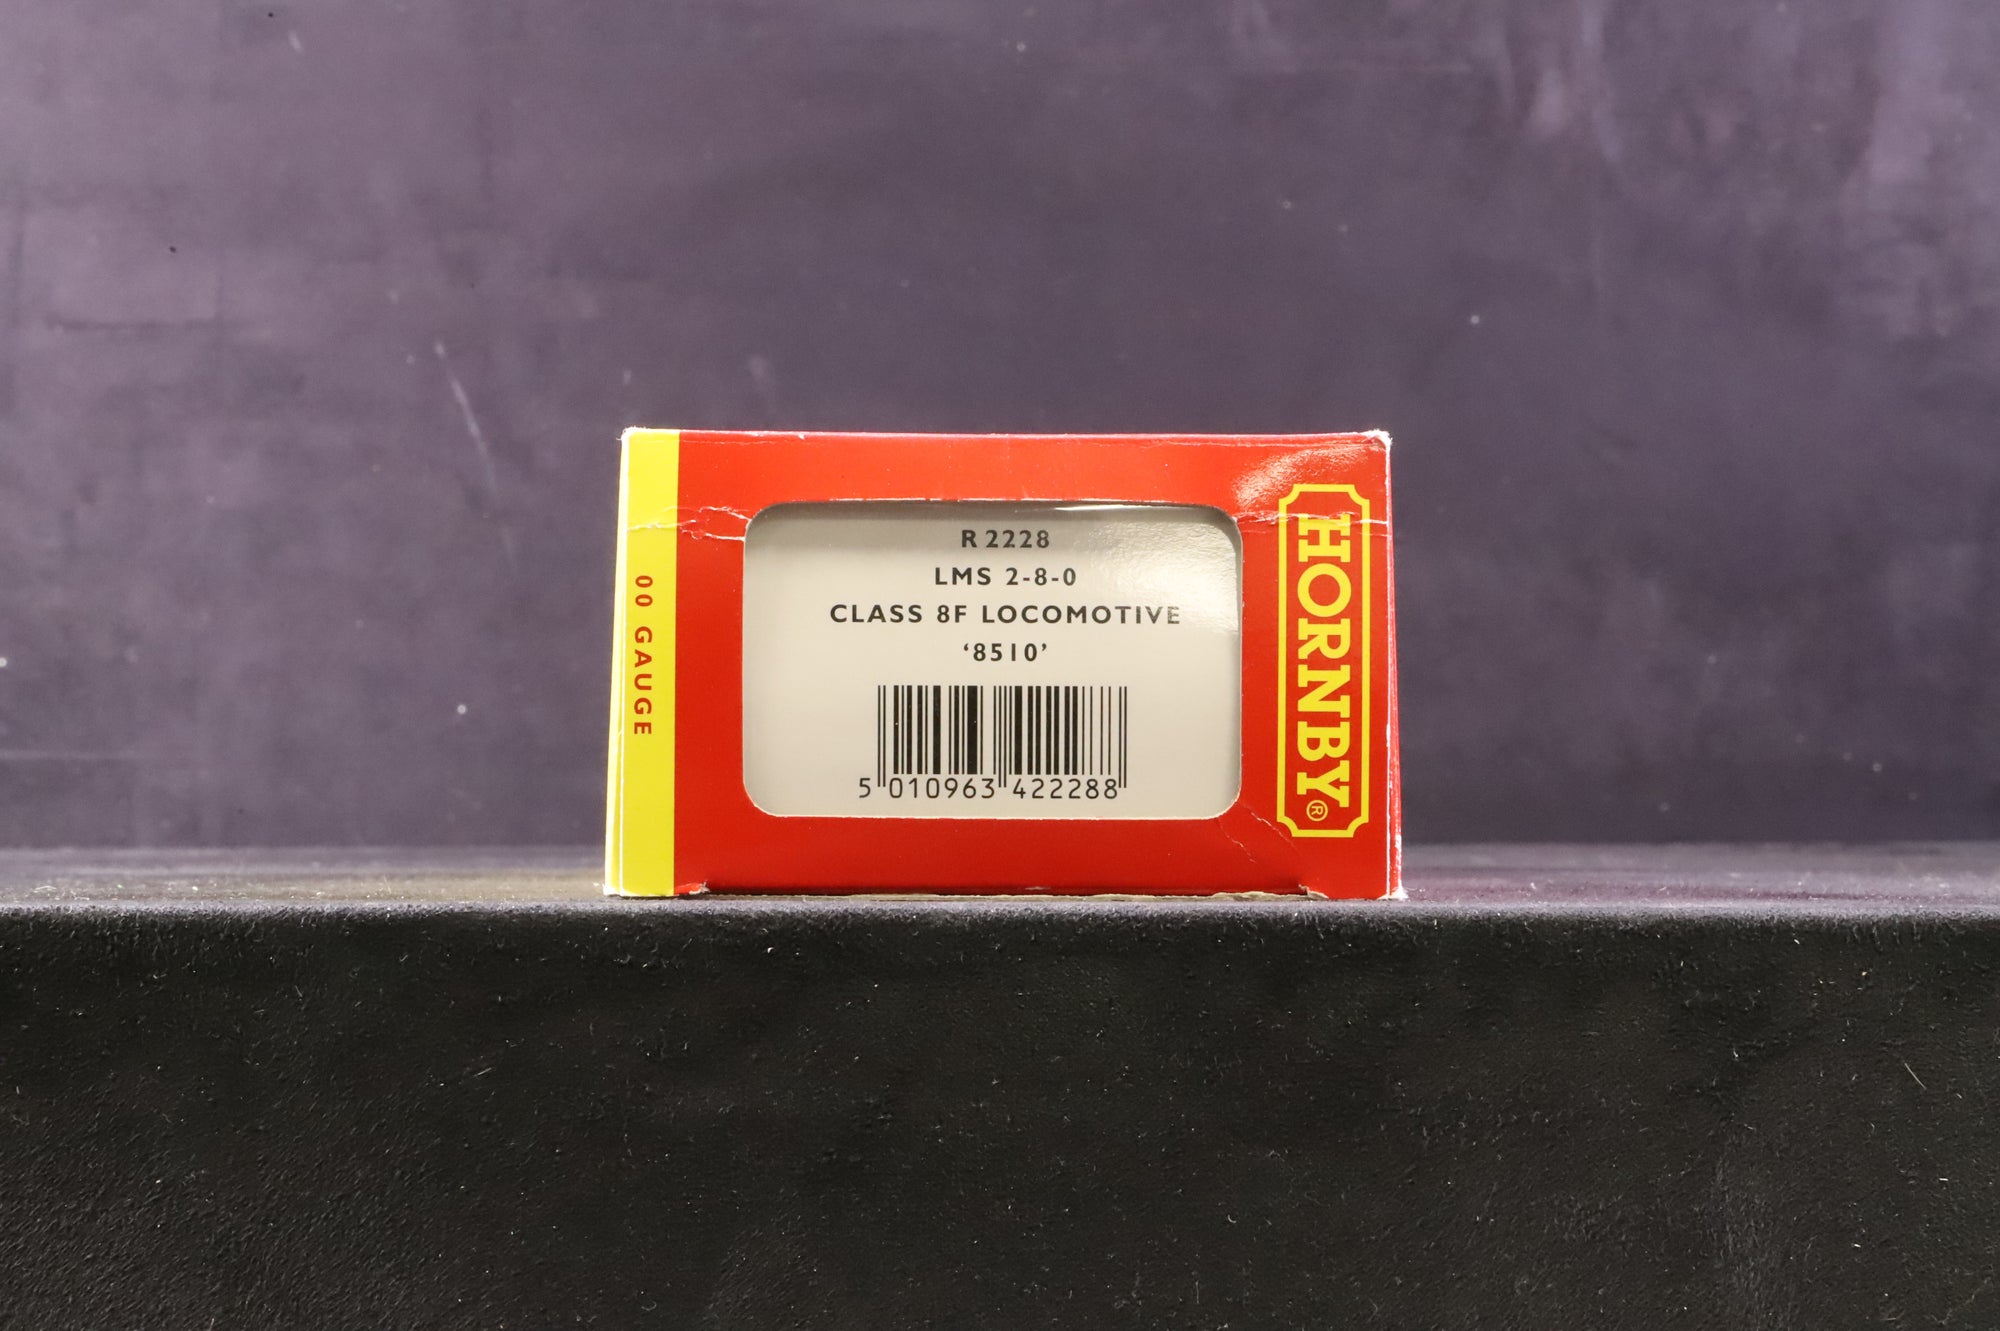 00 GAUGE
R 2228
LMS 2-8-0
CLASS 8F LOCOMOTIVE
‘8510’
5 010963 422288
HORNBY®